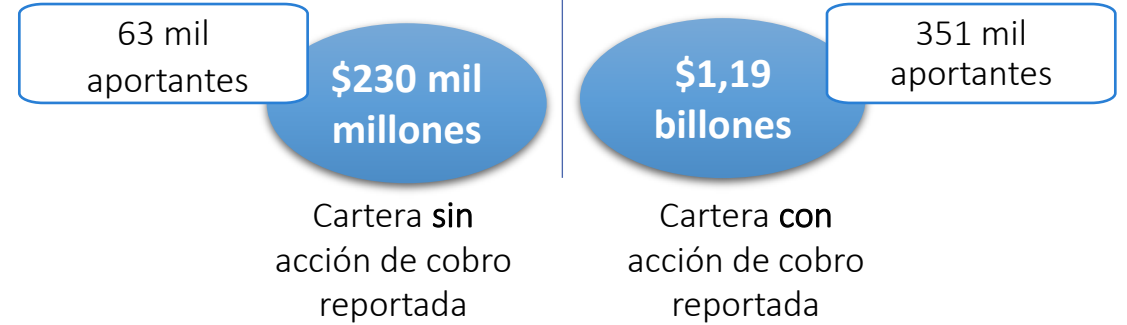 63 mil
aportantes
$230 mil
millones
Cartera sin
acción de cobro
reportada
351 mil
aportantes
$1,19
billones
Cartera con
acción de cobro
reportada